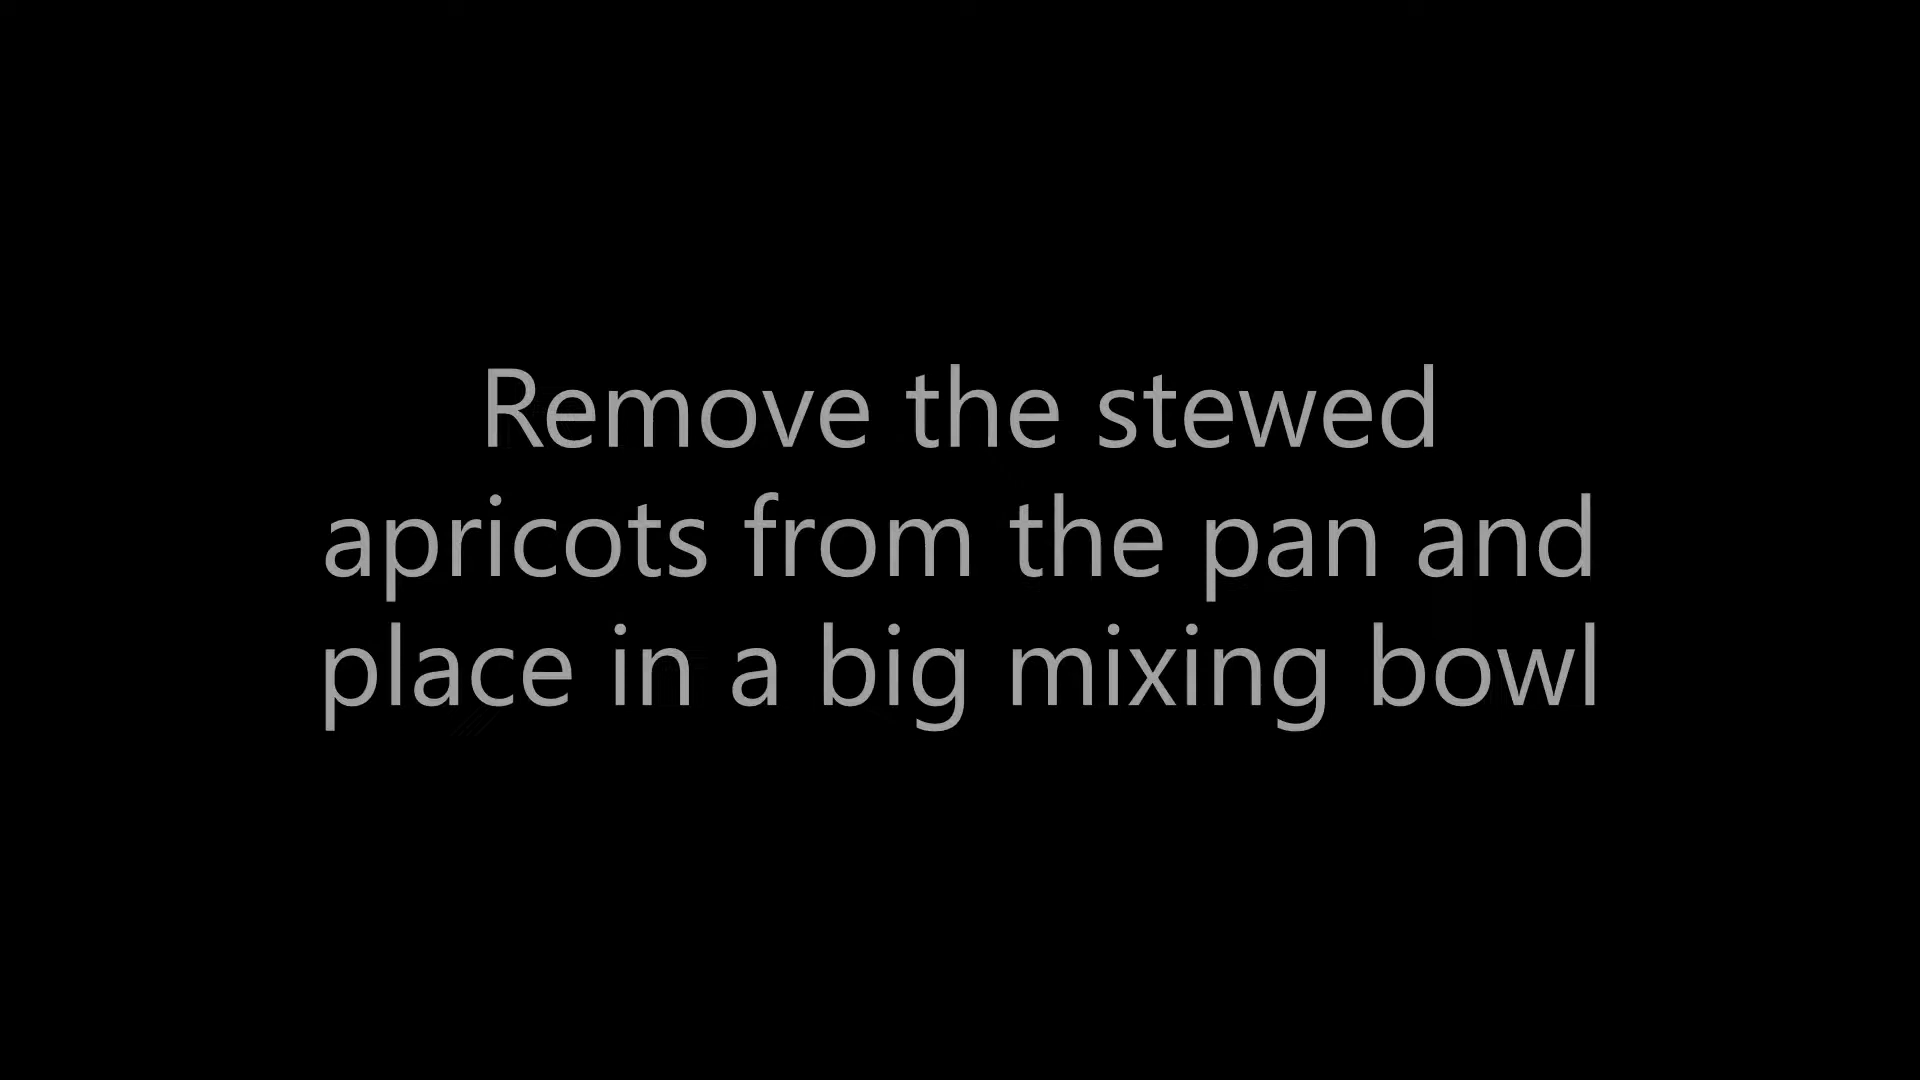 Remove the stewed
apricots from the pan and
place in a big mixing bowl